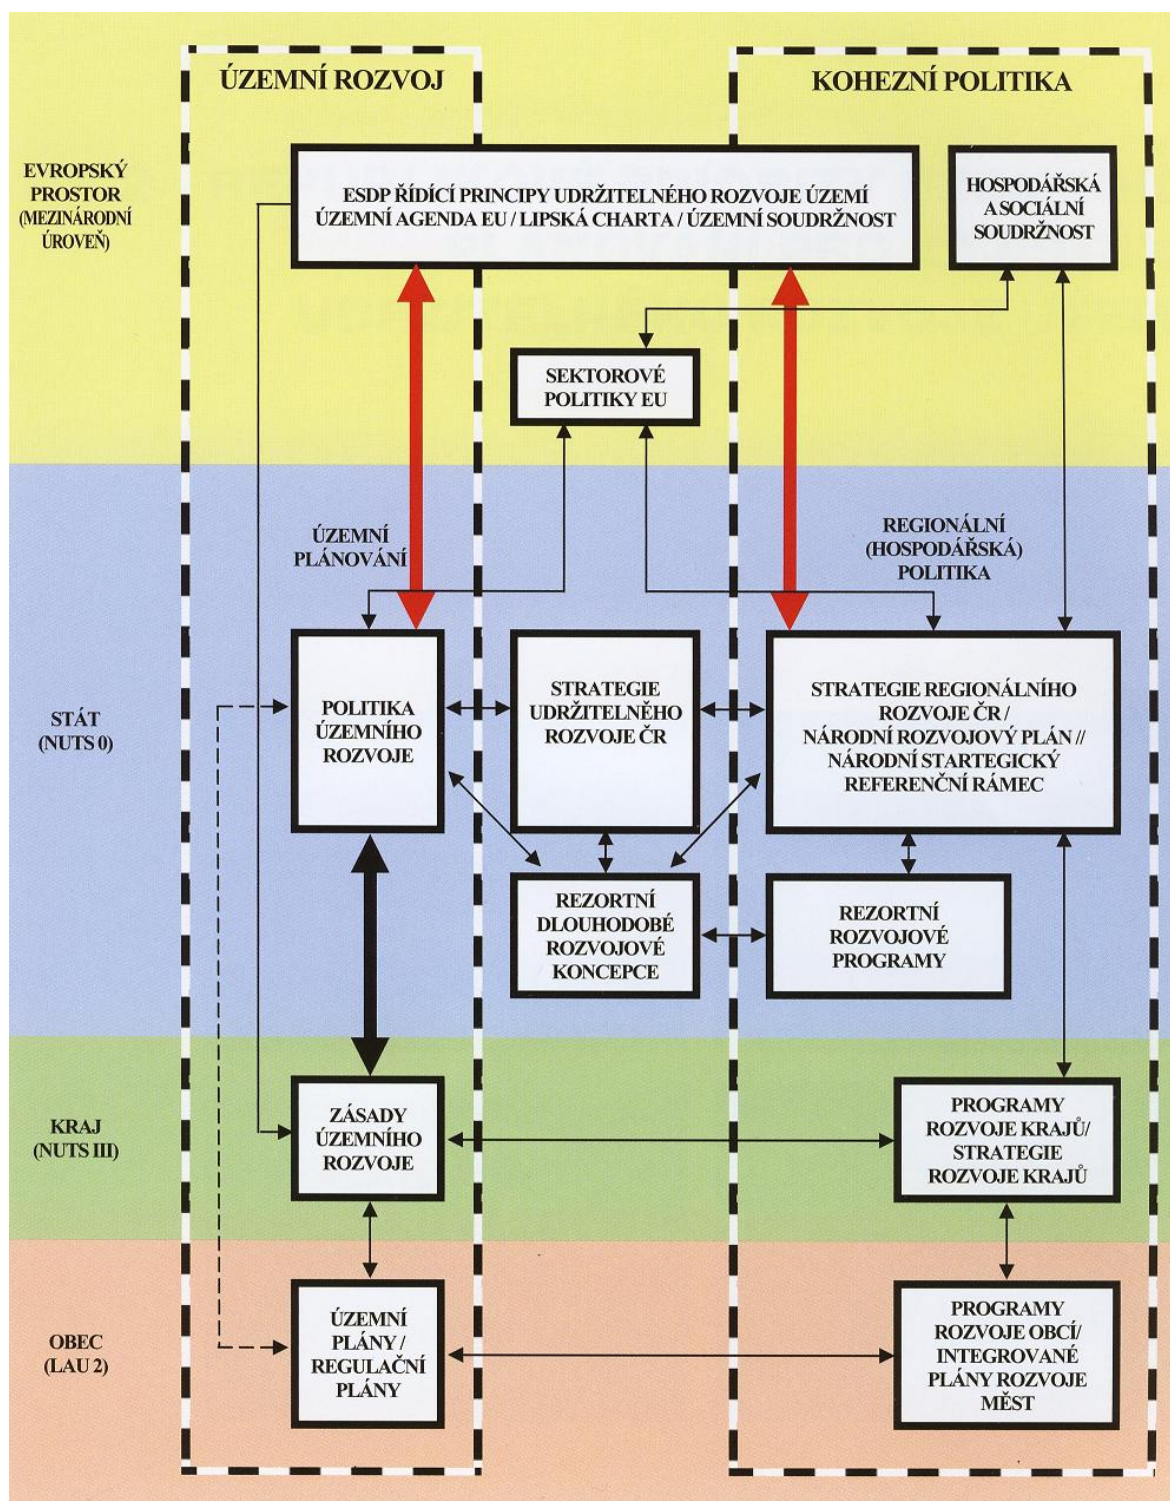 ÚZEMNÍ ROZVOJ
KOHEZNÍ POLITIKA
EVROPSKÝ
PROSTOR
(MEZINÁRODNÍ
ÚROVEŇ)
ESDP ŘÍDÍCÍ PRINCIPY UDRŽITELNÉHO ROZVOJE ÚZEMÍ
ÚZEMNÍ AGENDA EU / LIPSKÁ CHARTA / ÚZEMNÍ SOUDRŽNOST
HOSPODÁŘSKÁ
A SOCIÁLNÍ
SOUDRŽNOST
SEKTOROVÉ
POLITIKY EU
ÚZEMNÍ
PLÁNOVÁNÍ
REGIONÁLNÍ
(HOSPODÁŘSKÁ)
POLITIKA
STÁT
(NUTS 0)
POLITIKA
ÚZEMNÍHO
ROZVOJE
STRATEGIE
UDRŽITELNÉHO
ROZVOJE ČR
STRATEGIE REGIONÁLNÍHO
ROZVOJE ČR /
NÁRODNÍ ROZVOJOVÝ PLÁN //
NÁRODNÍ STARTEGICKÝ
REFERENČNÍ RÁMEC
REZORTNÍ
DLOUHODOBÉ
ROZVOJOVÉ
KONCEPCE
REZORTNÍ
ROZVOJOVÉ
PROGRAMY
KRAJ
(NUTS III)
ZÁSADY
ÚZEMNÍHO
ROZVOJE
PROGRAMY
ROZVOJE KRAJŮ/
STRATEGIE
ROZVOJE KRAJŮ
OBEC
(LAU 2)
ÚZEMNÍ
PLÁNY /
REGULAČNÍ
PLÁNY
PROGRAMY
ROZVOJE OBCÍ/
INTEGROVANÉ
PLÁNY ROZVOJE
MĚST